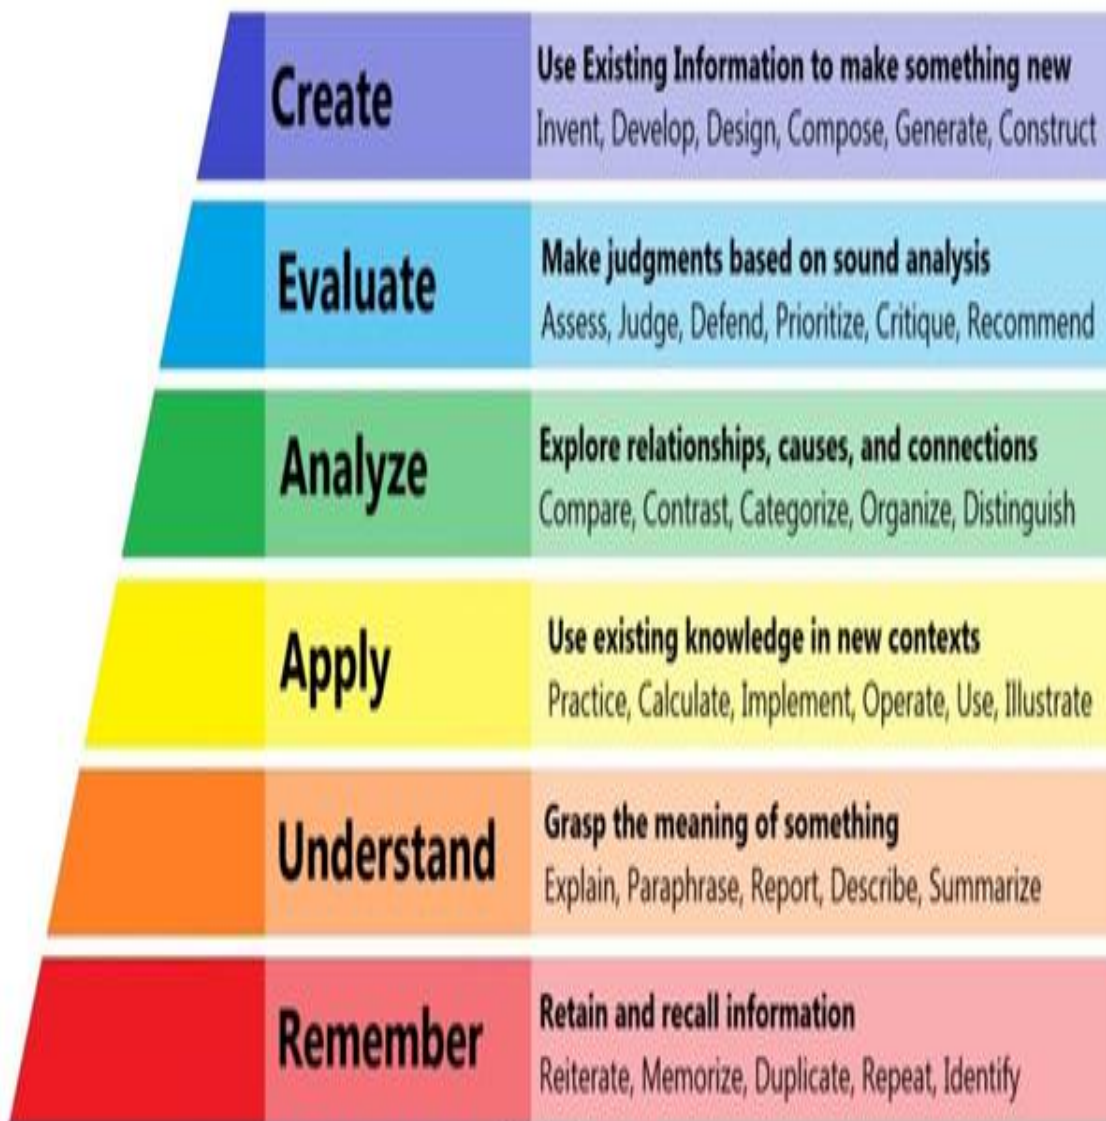 Create
Use Existing Information to make something new
Invent, Develop, Design, Compose, Generate, Construct
Evaluate
Make judgments based on sound analysis
Assess, Judge, Defend, Prioritize, Critique, Recommend
Analyze
Explore relationships, causes, and connections
Compare, Contrast, Categorize, Organize, Distinguish
Apply
Use existing knowledge in new contexts
Practice, Calculate, Implement, Operate, Use, Illustrate
Understand
Grasp the meaning of something
Explain, Paraphrase, Report, Describe, Summarize
Remember
Retain and recall information
Reiterate, Memorize, Duplicate, Repeat, Identify